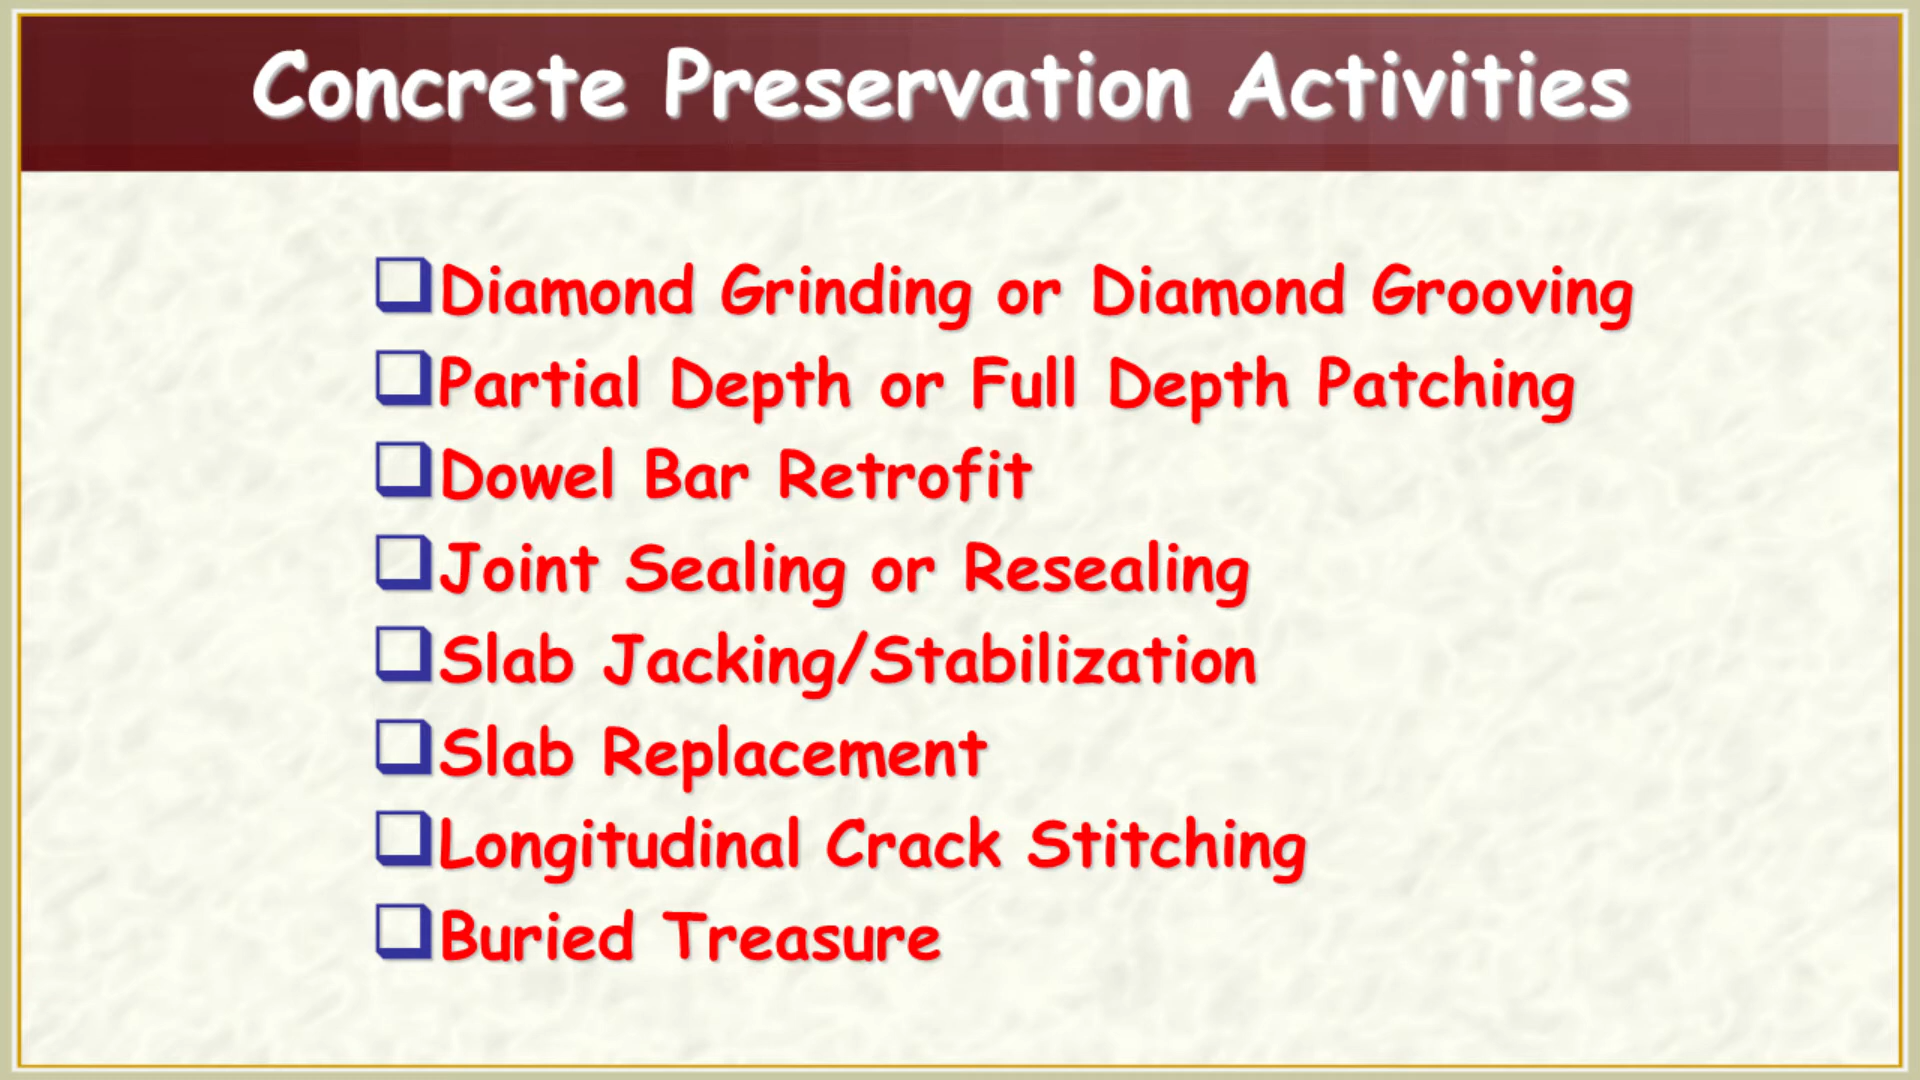 Concrete Preservation Activities
Diamond Grinding or Diamond Grooving
Partial Depth or Full Depth Patching
Dowel Bar Retrofit
Joint Sealing or Resealing
Slab Jacking/Stabilization
Slab Replacement
Longitudinal Crack Stitching
Buried Treasure